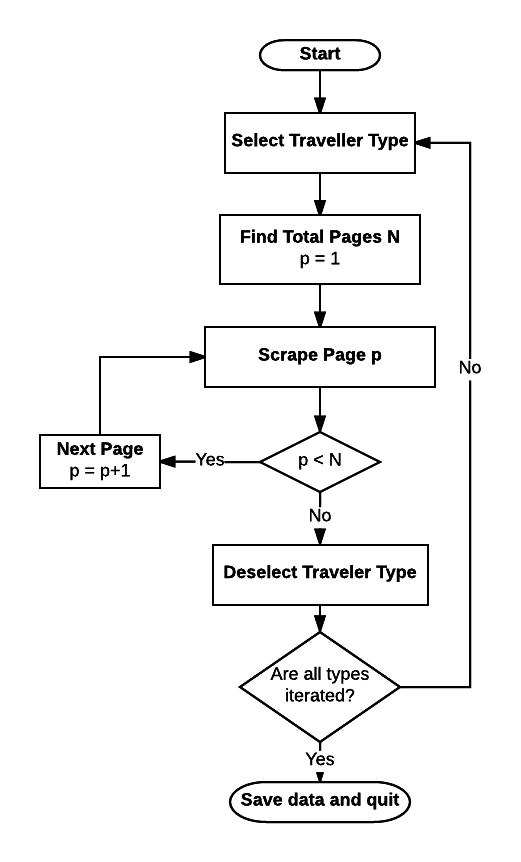 Start
Select Traveller Type
Find Total Pages N
p = 1
Scrape Page p
No
Next Page
p = p+1
Yes
p < N
No
Deselect Traveler Type
Are all types
iterated?
Yes
Save data and quit